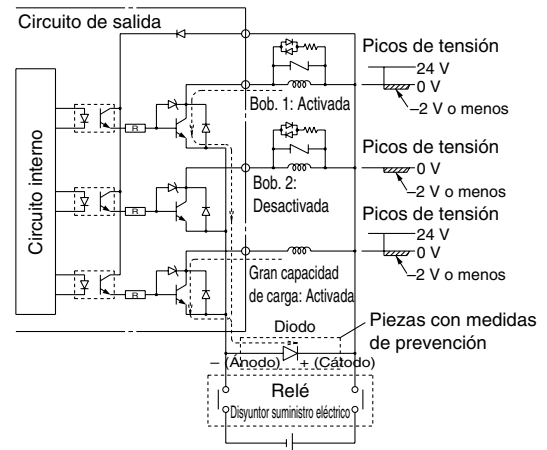 Circuito de salida
Circuito interno
R
R
R
Bob. 1: Activada
Bob. 2:
Desactivada
Gran capacidad
de carga: Activada
Picos de tensión
24 V
0 V
–2 V o menos
Picos de tensión
0 V
–2 V o menos
Picos de tensión
24 V
0 V
–2 V o menos
Diodo
Piezas con medidas
de prevención
– (Ánodo) + (Cátodo)
Relé
Disyuntor suministro eléctrico